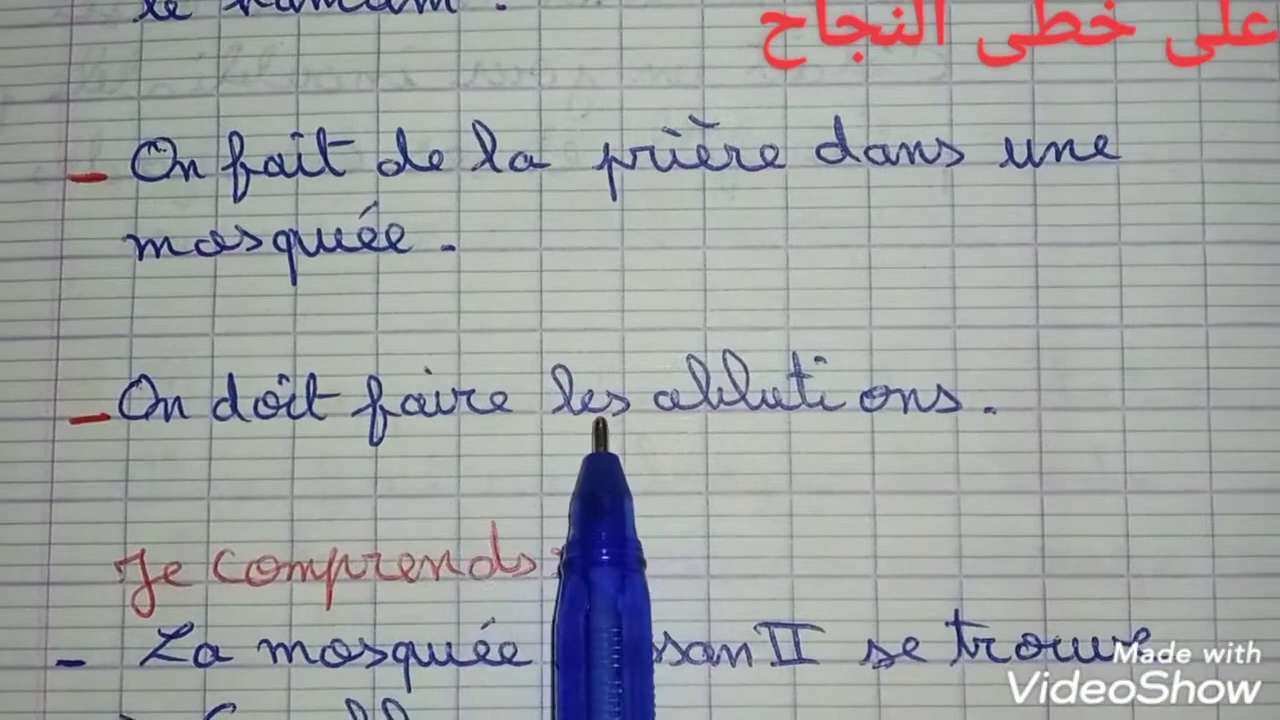 على خطى النجاح
- On fait de la prière dans une
mosquée.
- On doit faire les ablutions.
Je comprends:
- La mosquée II se trouve
Made with
VideoShow